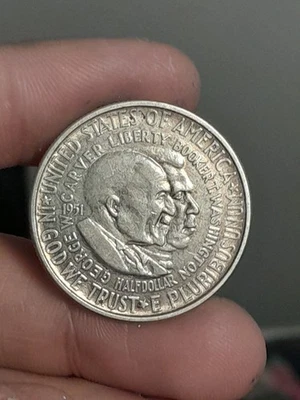 UNITED STATES OF AMERICA
IN GOD WE TRUST ★ E PLURIBUS UNUM
GEORGE W. CARVER · LIBERTY · BOOKER T. WASHINGTON
1951
HALF DOLLAR